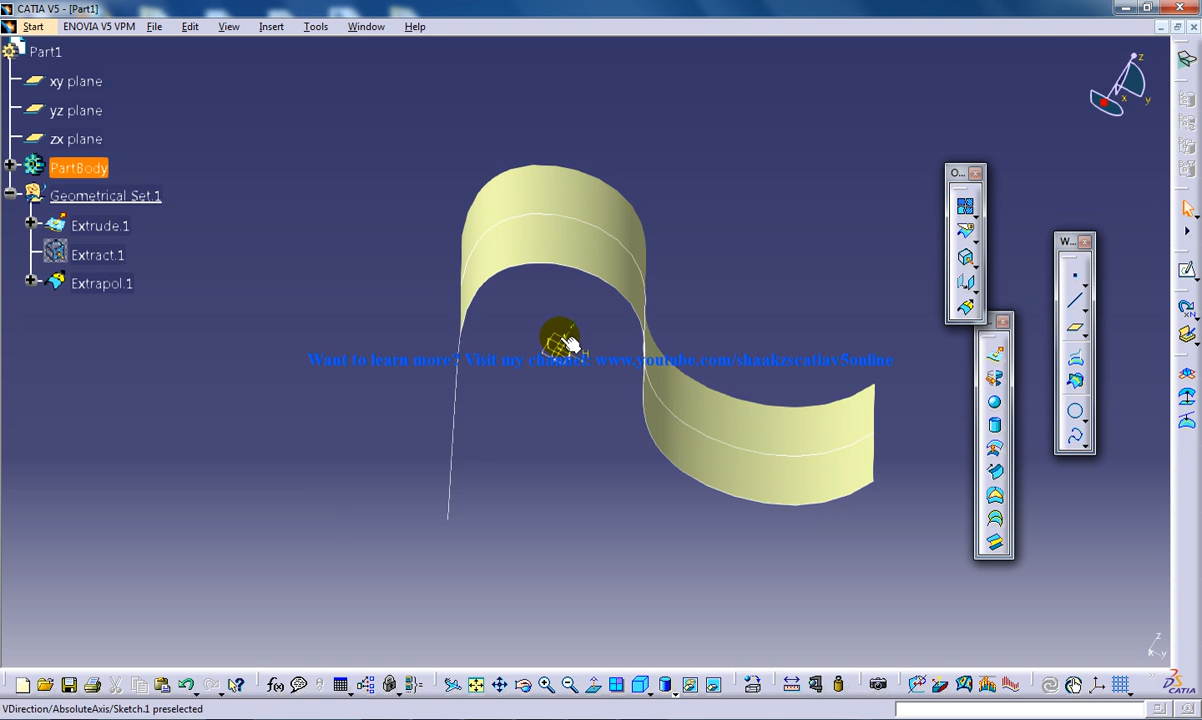 CATIA V5 - [Part1]
Start ENOVIA V5 VPM File Edit View Insert Tools Window Help
Part1
xy plane
yz plane
zx plane
PartBody
Geometrical Set.1
Extrude.1
Extract.1
Extrapol.1
z
x
y
O...
W...
H
Want to learn more? Visit my channel: www.youtube.com/shaakzscatiav5online
z
x
y
f(x)
CATIA
VDirection/AbsoluteAxis/Sketch.1 preselected